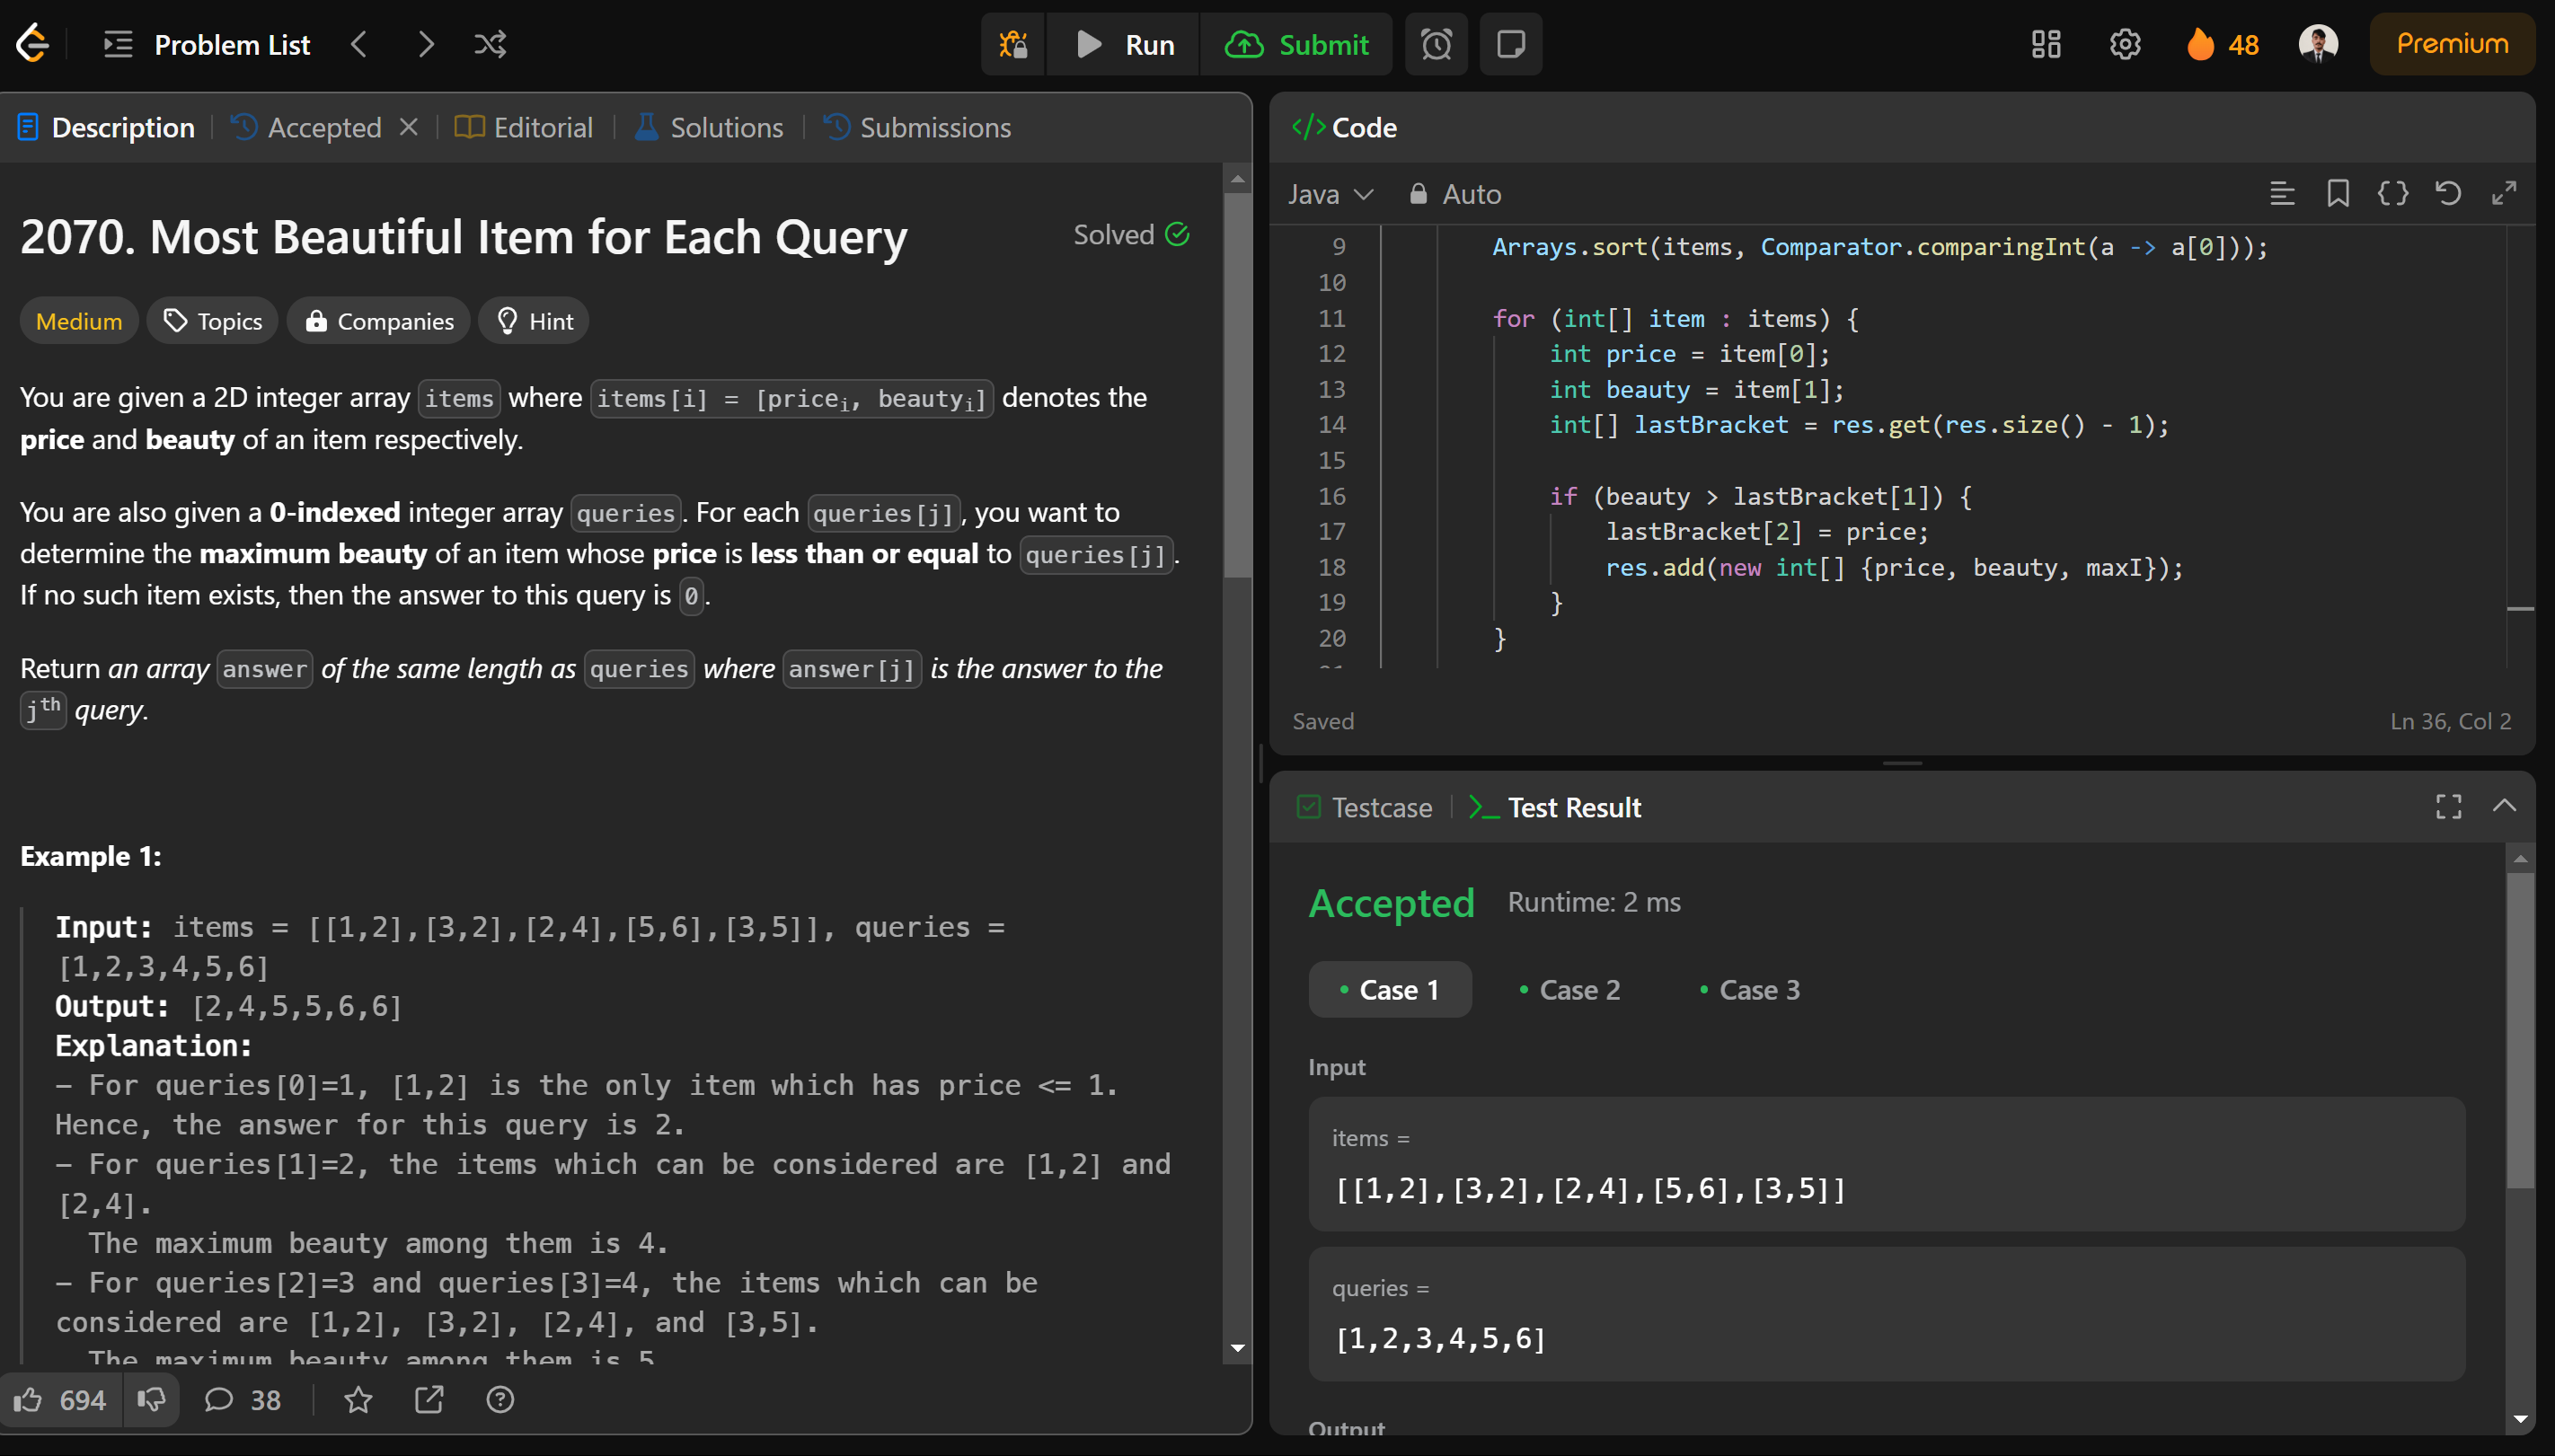 Problem List
Run
Submit
48
Premium
Description
Accepted
Editorial
Solutions
Submissions
2070. Most Beautiful Item for Each Query
Solved
Medium
Topics
Companies
Hint
You are given a 2D integer array items where items[i] = [priceᵢ, beautyᵢ] denotes the
price and beauty of an item respectively.
You are also given a 0-indexed integer array queries. For each queries[j], you want to
determine the maximum beauty of an item whose price is less than or equal to queries[j].
If no such item exists, then the answer to this query is 0.
Return an array answer of the same length as queries where answer[j] is the answer to the
jᵗʰ query.
Example 1:
Input: items = [[1,2],[3,2],[2,4],[5,6],[3,5]], queries =
[1,2,3,4,5,6]
Output: [2,4,5,5,6,6]
Explanation:
- For queries[0]=1, [1,2] is the only item which has price <= 1.
Hence, the answer for this query is 2.
- For queries[1]=2, the items which can be considered are [1,2] and
[2,4].
The maximum beauty among them is 4.
- For queries[2]=3 and queries[3]=4, the items which can be
considered are [1,2], [3,2], [2,4], and [3,5].
The maximum beauty among them is 5
694
38
Code
Java
Auto
9 Arrays.sort(items, Comparator.comparingInt(a -> a[0]));
10
11 for (int[] item : items) {
12 int price = item[0];
13 int beauty = item[1];
14 int[] lastBracket = res.get(res.size() - 1);
15
16 if (beauty > lastBracket[1]) {
17 lastBracket[2] = price;
18 res.add(new int[] {price, beauty, maxI});
19 }
20 }
21
Saved
Ln 36, Col 2
Testcase
Test Result
Accepted
Runtime: 2 ms
Case 1
Case 2
Case 3
Input
items =
[[1,2],[3,2],[2,4],[5,6],[3,5]]
queries =
[1,2,3,4,5,6]
Output